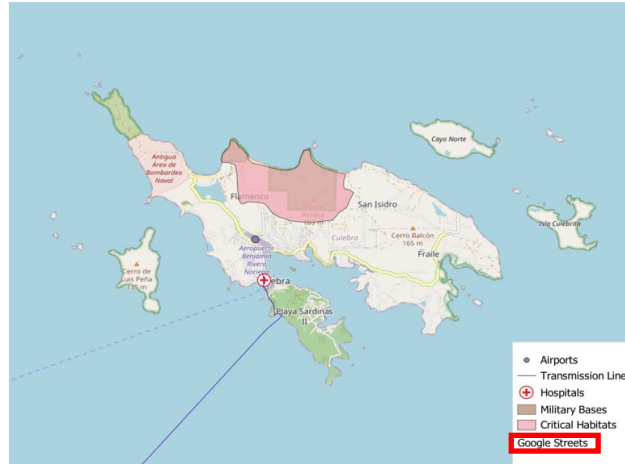 Cayo Norte
Antigua
Área de
Bombardeo
Naval
Flamenco
Resaca
San Isidro
Isla Culebrita
Culebra
Cerro Balcón
165 m
Aeropuerto
Benjamín
Rivera
Noriega
Fraile
Cerro de
Luis Peña
135 m
ebra
Playa Sardinas
II
Airports
Transmission Line
Hospitals
Military Bases
Critical Habitats
Google Streets